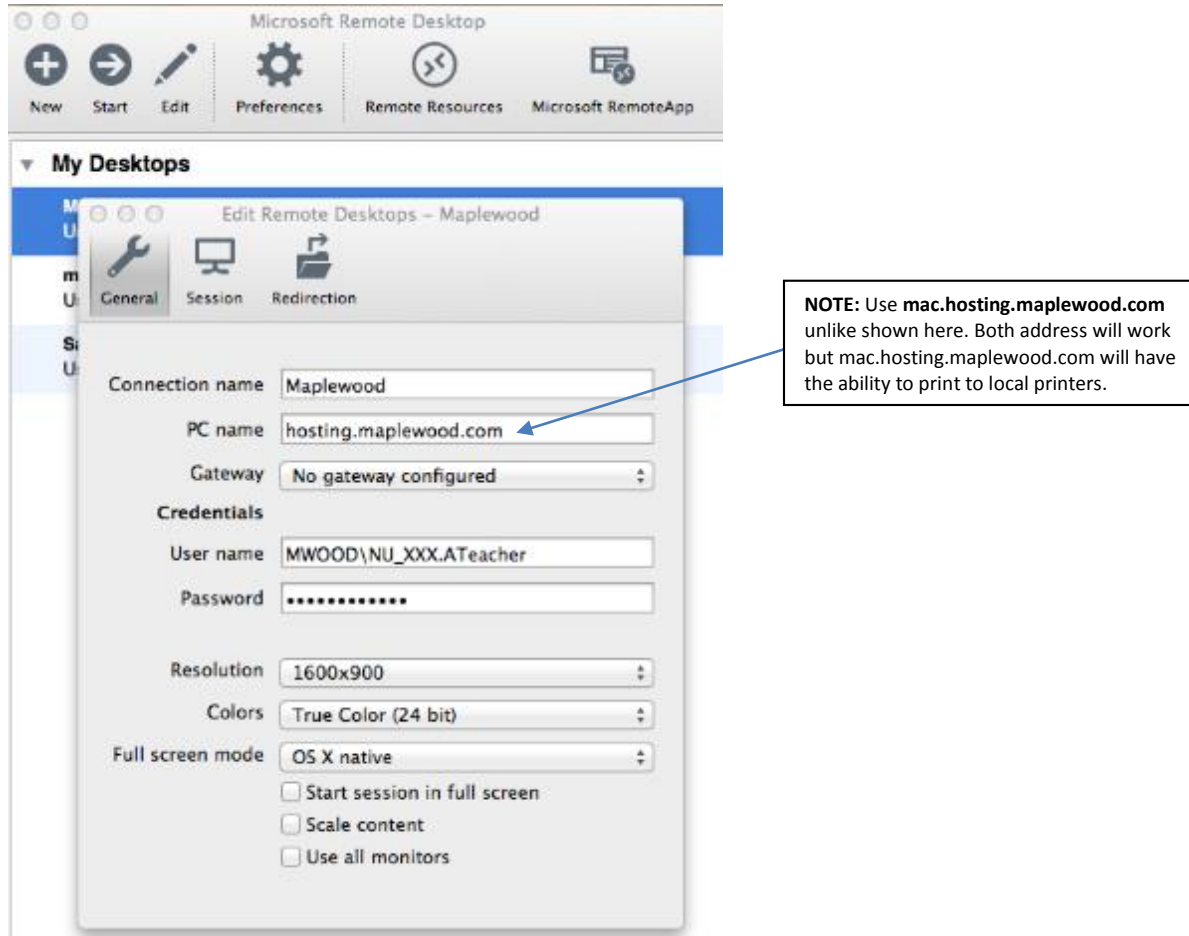 Microsoft Remote Desktop
New Start Edit Preferences Remote Resources Microsoft RemoteApp
My Desktops
M
U
Edit Remote Desktops – Maplewood
m
U
General Session Redirection
Sa
U
Connection name Maplewood
PC name hosting.maplewood.com
Gateway No gateway configured
Credentials
User name MWOOD\NU_XXX.ATeacher
Password ••••••••••••
Resolution 1600x900
Colors True Color (24 bit)
Full screen mode OS X native
Start session in full screen
Scale content
Use all monitors
NOTE: Use mac.hosting.maplewood.com
unlike shown here. Both address will work
but mac.hosting.maplewood.com will have
the ability to print to local printers.